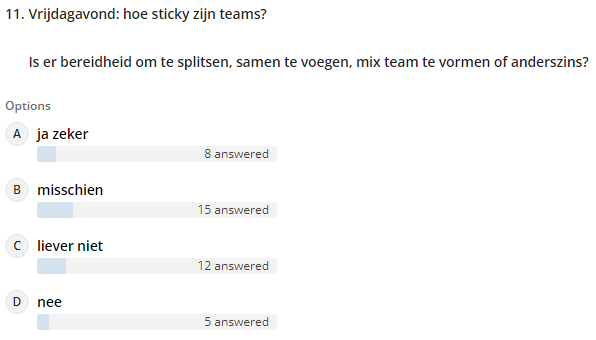 11. Vrijdagavond: hoe sticky zijn teams?
Is er bereidheid om te splitsen, samen te voegen, mix team te vormen of anderszins?
Options
A ja zeker
8 answered
B misschien
15 answered
C liever niet
12 answered
D nee
5 answered